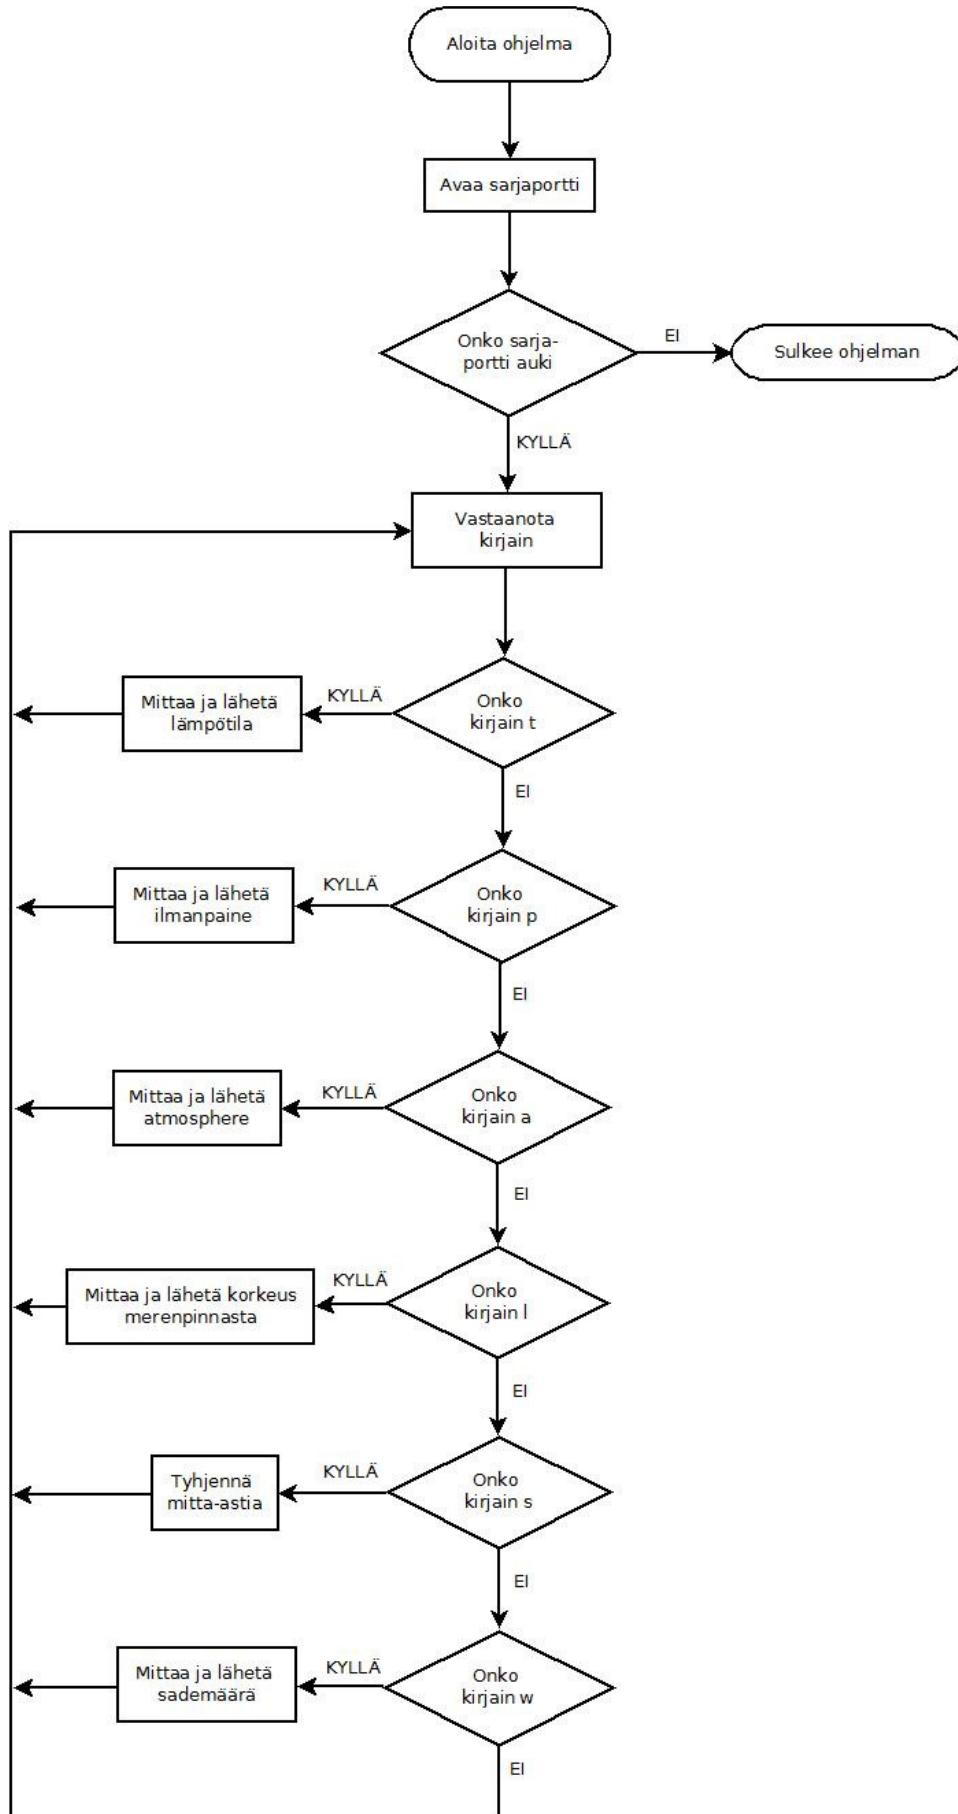 Aloita ohjelma
Avaa sarjaportti
Onko sarja-
portti auki
EI
Sulkee ohjelman
KYLLÄ
Vastaanota
kirjain
Onko
kirjain t
KYLLÄ
Mittaa ja lähetä
lämpötila
EI
Onko
kirjain p
KYLLÄ
Mittaa ja lähetä
ilmanpaine
EI
Onko
kirjain a
KYLLÄ
Mittaa ja lähetä
atmosphere
EI
Onko
kirjain l
KYLLÄ
Mittaa ja lähetä korkeus
merenpinnasta
EI
Onko
kirjain s
KYLLÄ
Tyhjennä
mitta-astia
EI
Onko
kirjain w
KYLLÄ
Mittaa ja lähetä
sademäärä
EI